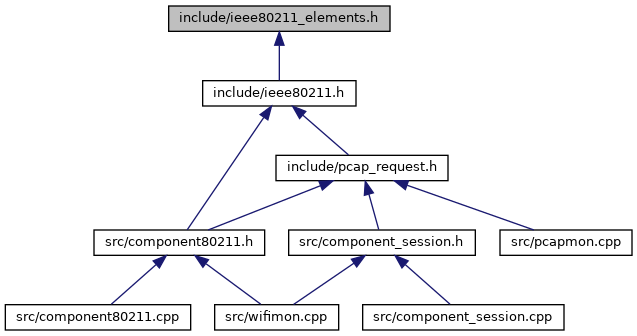 include/ieee80211_elements.h
include/ieee80211.h
include/pcap_request.h
src/component80211.h
src/component_session.h
src/pcapmon.cpp
src/component80211.cpp
src/wifimon.cpp
src/component_session.cpp